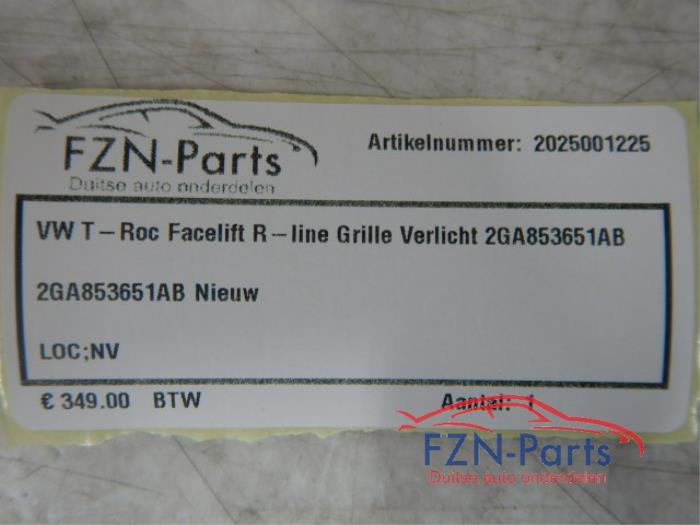 FZN-Parts
Duitse auto onderdelen
Artikelnummer: 2025001225
VW T-Roc Facelift R-line Grille Verlicht 2GA853651AB
2GA853651AB Nieuw
LOC;NV
€ 349.00 BTW
Aantal: 1
FZN-Parts
Duitse auto onderdelen